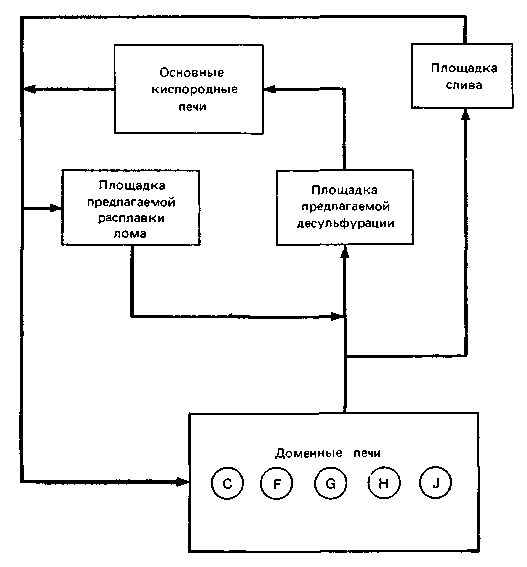 Основные
кислородные
печи
Площадка
слива
Площадка
предлагаемой
расплавки
лома
Площадка
предлагаемой
десульфурации
Доменные печи
C F G H J